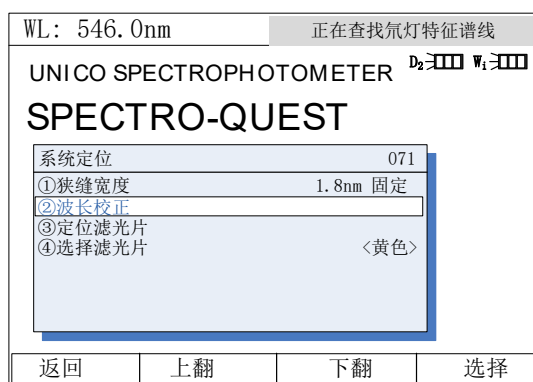 WL: 546.0nm 正在查找氘灯特征谱线
UNICO SPECTROPHOTOMETER D₂ Wᵢ
SPECTRO-QUEST
系统定位 071
①狭缝宽度 1.8nm 固定
②波长校正
③定位滤光片
④选择滤光片 <黄色>
返回 上翻 下翻 选择